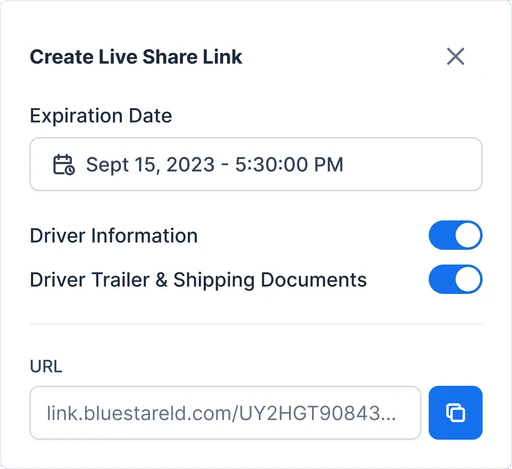 Create Live Share Link
Expiration Date
Sept 15, 2023 - 5:30:00 PM
Driver Information
Driver Trailer & Shipping Documents
URL
link.bluestareld.com/UY2HGT90843...